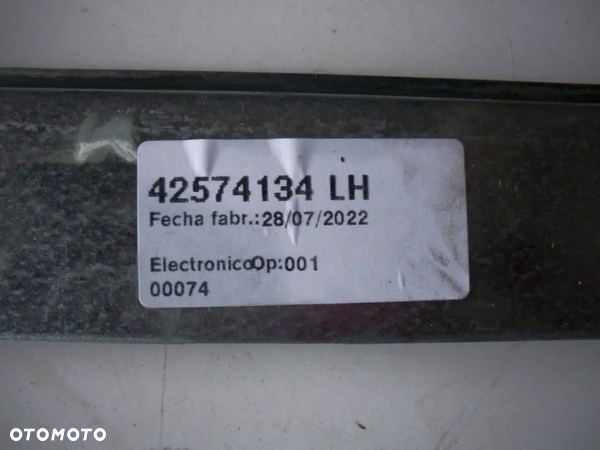 42574134 LH
Fecha fabr.:28/07/2022
ElectronicoOp:001
00074
OTOMOTO